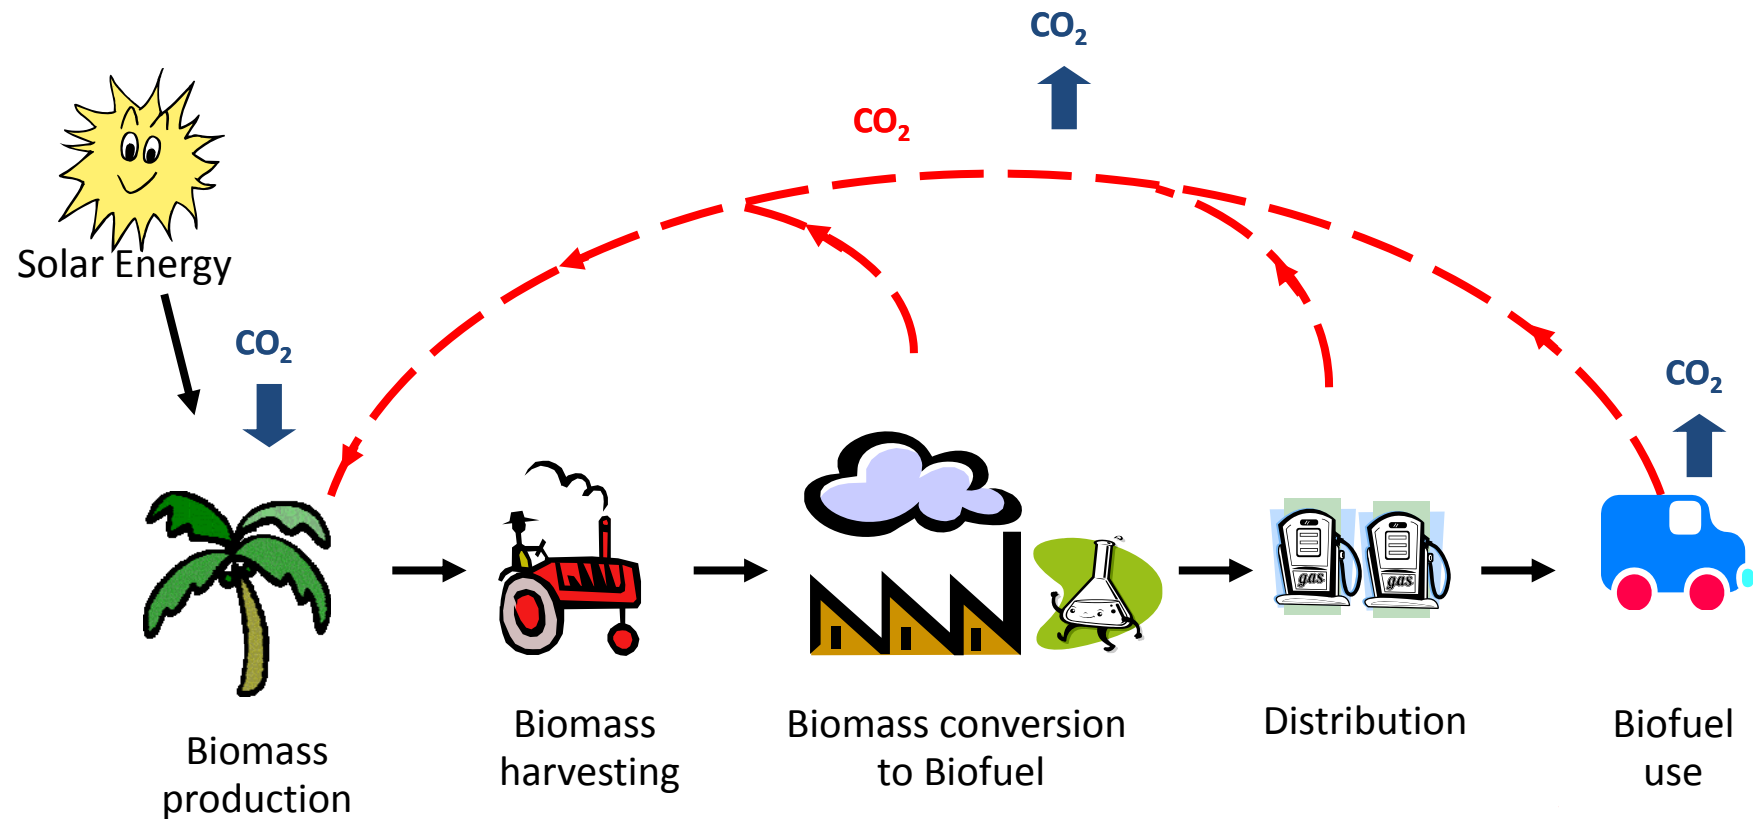 CO₂
CO₂
Solar Energy
CO₂
CO₂
gas
gas
Biomass production
Biomass harvesting
Biomass conversion to Biofuel
Distribution
Biofuel use